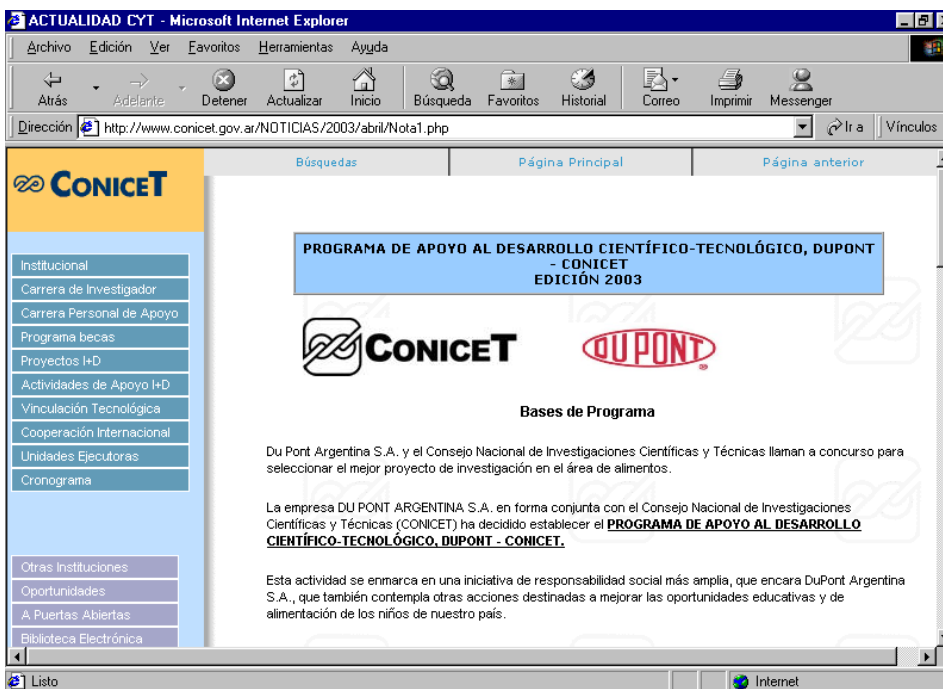 ACTUALIDAD CYT - Microsoft Internet Explorer
Archivo Edición Ver Favoritos Herramientas Ayuda
Atrás Adelante Detener Actualizar Inicio Búsqueda Favoritos Historial Correo Imprimir Messenger
Dirección http://www.conicet.gov.ar/NOTICIAS/2003/abril/Nota1.php Ir a Vínculos
CONICET
Búsquedas Página Principal Página anterior
Institucional
Carrera de Investigador
Carrera Personal de Apoyo
Programa becas
Proyectos I+D
Actividades de Apoyo I+D
Vinculación Tecnológica
Cooperación Internacional
Unidades Ejecutoras
Cronograma
Otras Instituciones
Oportunidades
A Puertas Abiertas
Biblioteca Electrónica
PROGRAMA DE APOYO AL DESARROLLO CIENTÍFICO-TECNOLÓGICO, DUPONT
- CONICET
EDICIÓN 2003
CONICET DU PONT
Bases de Programa
Du Pont Argentina S.A. y el Consejo Nacional de Investigaciones Científicas y Técnicas llaman a concurso para
seleccionar el mejor proyecto de investigación en el área de alimentos.
La empresa DU PONT ARGENTINA S.A. en forma conjunta con el Consejo Nacional de Investigaciones
Científicas y Técnicas (CONICET) ha decidido establecer el PROGRAMA DE APOYO AL DESARROLLO
CIENTÍFICO-TECNOLÓGICO, DUPONT - CONICET.
Esta actividad se enmarca en una iniciativa de responsabilidad social más amplia, que encara DuPont Argentina
S.A., que también contempla otras acciones destinadas a mejorar las oportunidades educativas y de
alimentación de los niños de nuestro país.
Listo Internet